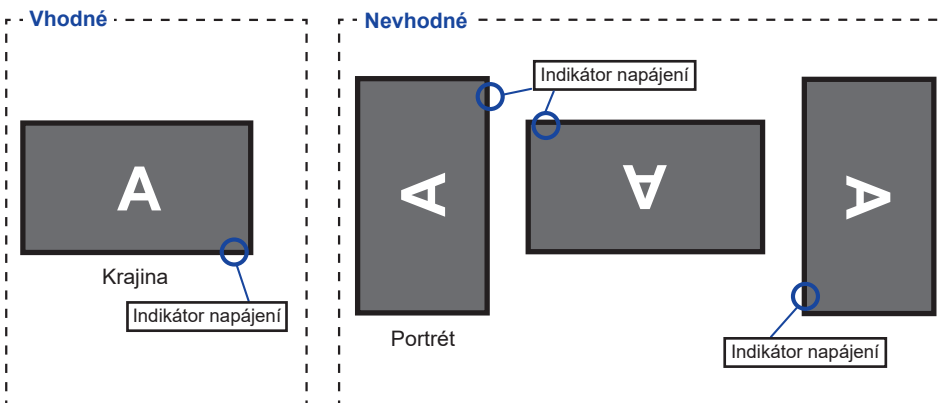 Vhodné
A
Krajina
Indikátor napájení
Nevhodné
Indikátor napájení
A
A
A
Portrét
Indikátor napájení